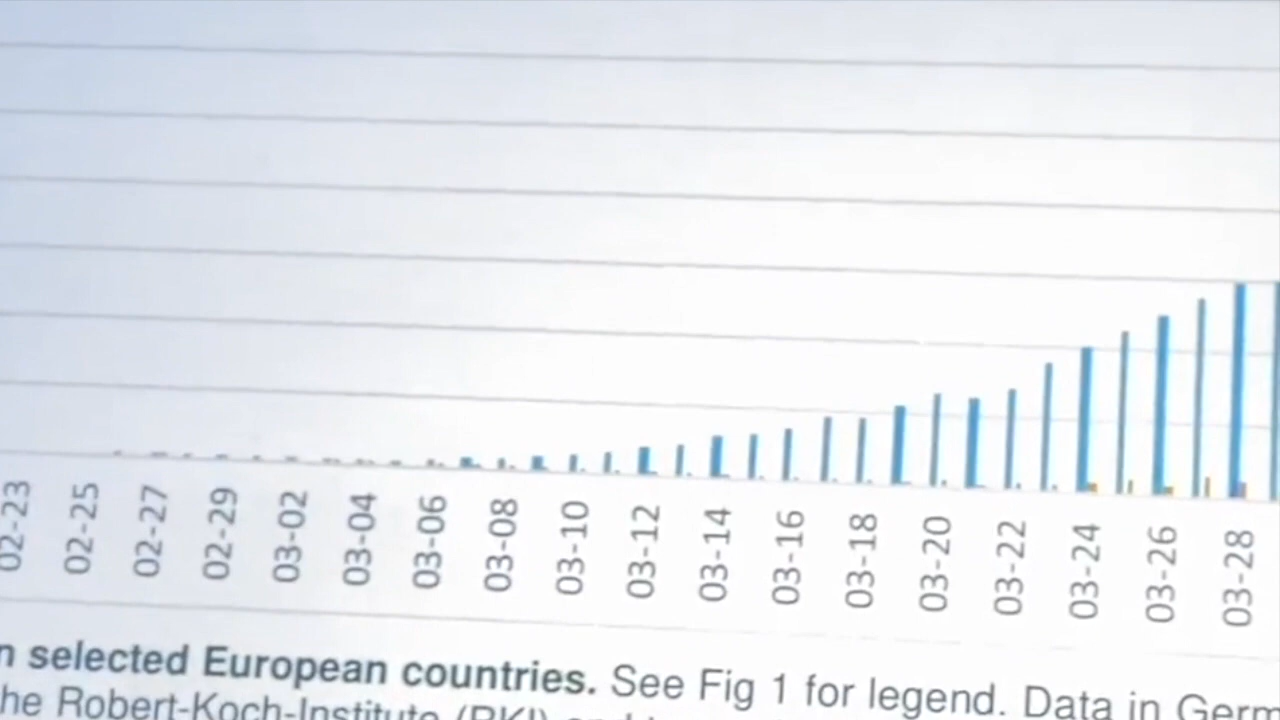 02-23 02-25 02-27 02-29 03-02 03-04 03-06 03-08 03-10 03-12 03-14 03-16 03-18 03-20 03-22 03-24 03-26 03-28
n selected European countries. See Fig 1 for legend. Data in Germ
he Robert-Koch-Institute (RKI)